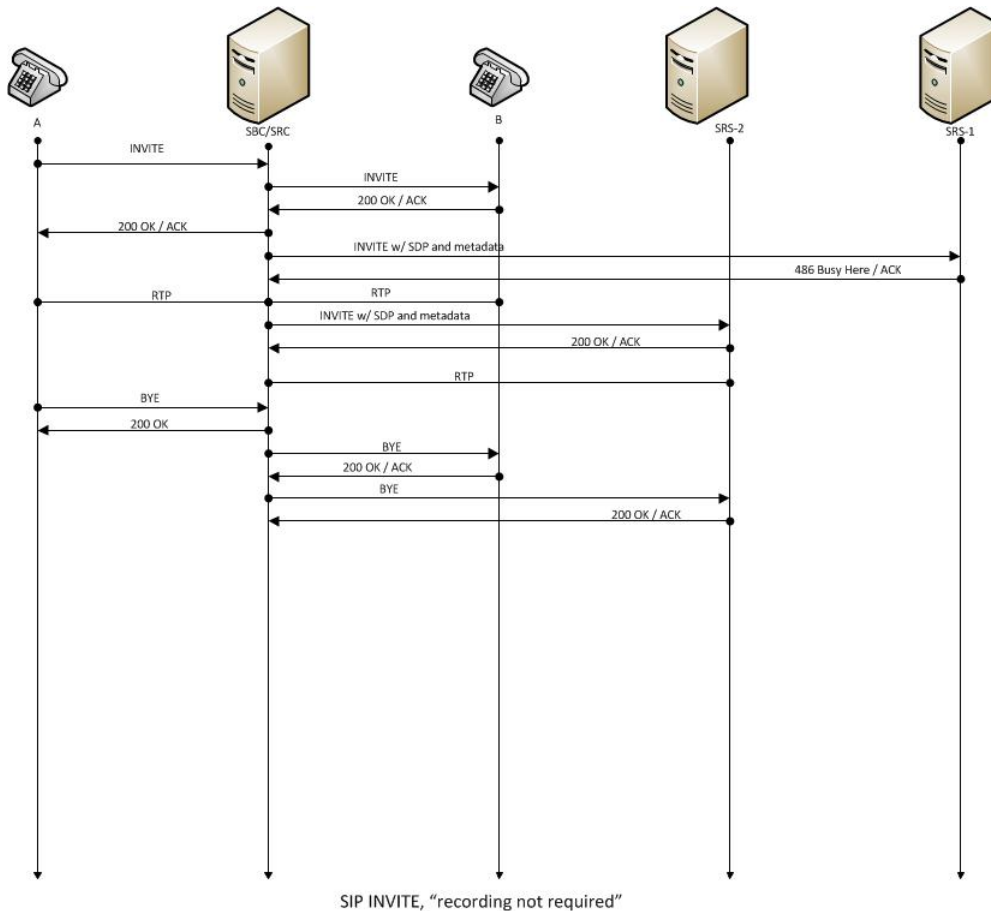 A
SBC/SRC
B
SRS-2
SRS-1
INVITE
INVITE
200 OK / ACK
200 OK / ACK
INVITE w/ SDP and metadata
486 Busy Here / ACK
RTP
RTP
INVITE w/ SDP and metadata
200 OK / ACK
RTP
BYE
200 OK
BYE
200 OK / ACK
BYE
200 OK / ACK
SIP INVITE, “recording not required”